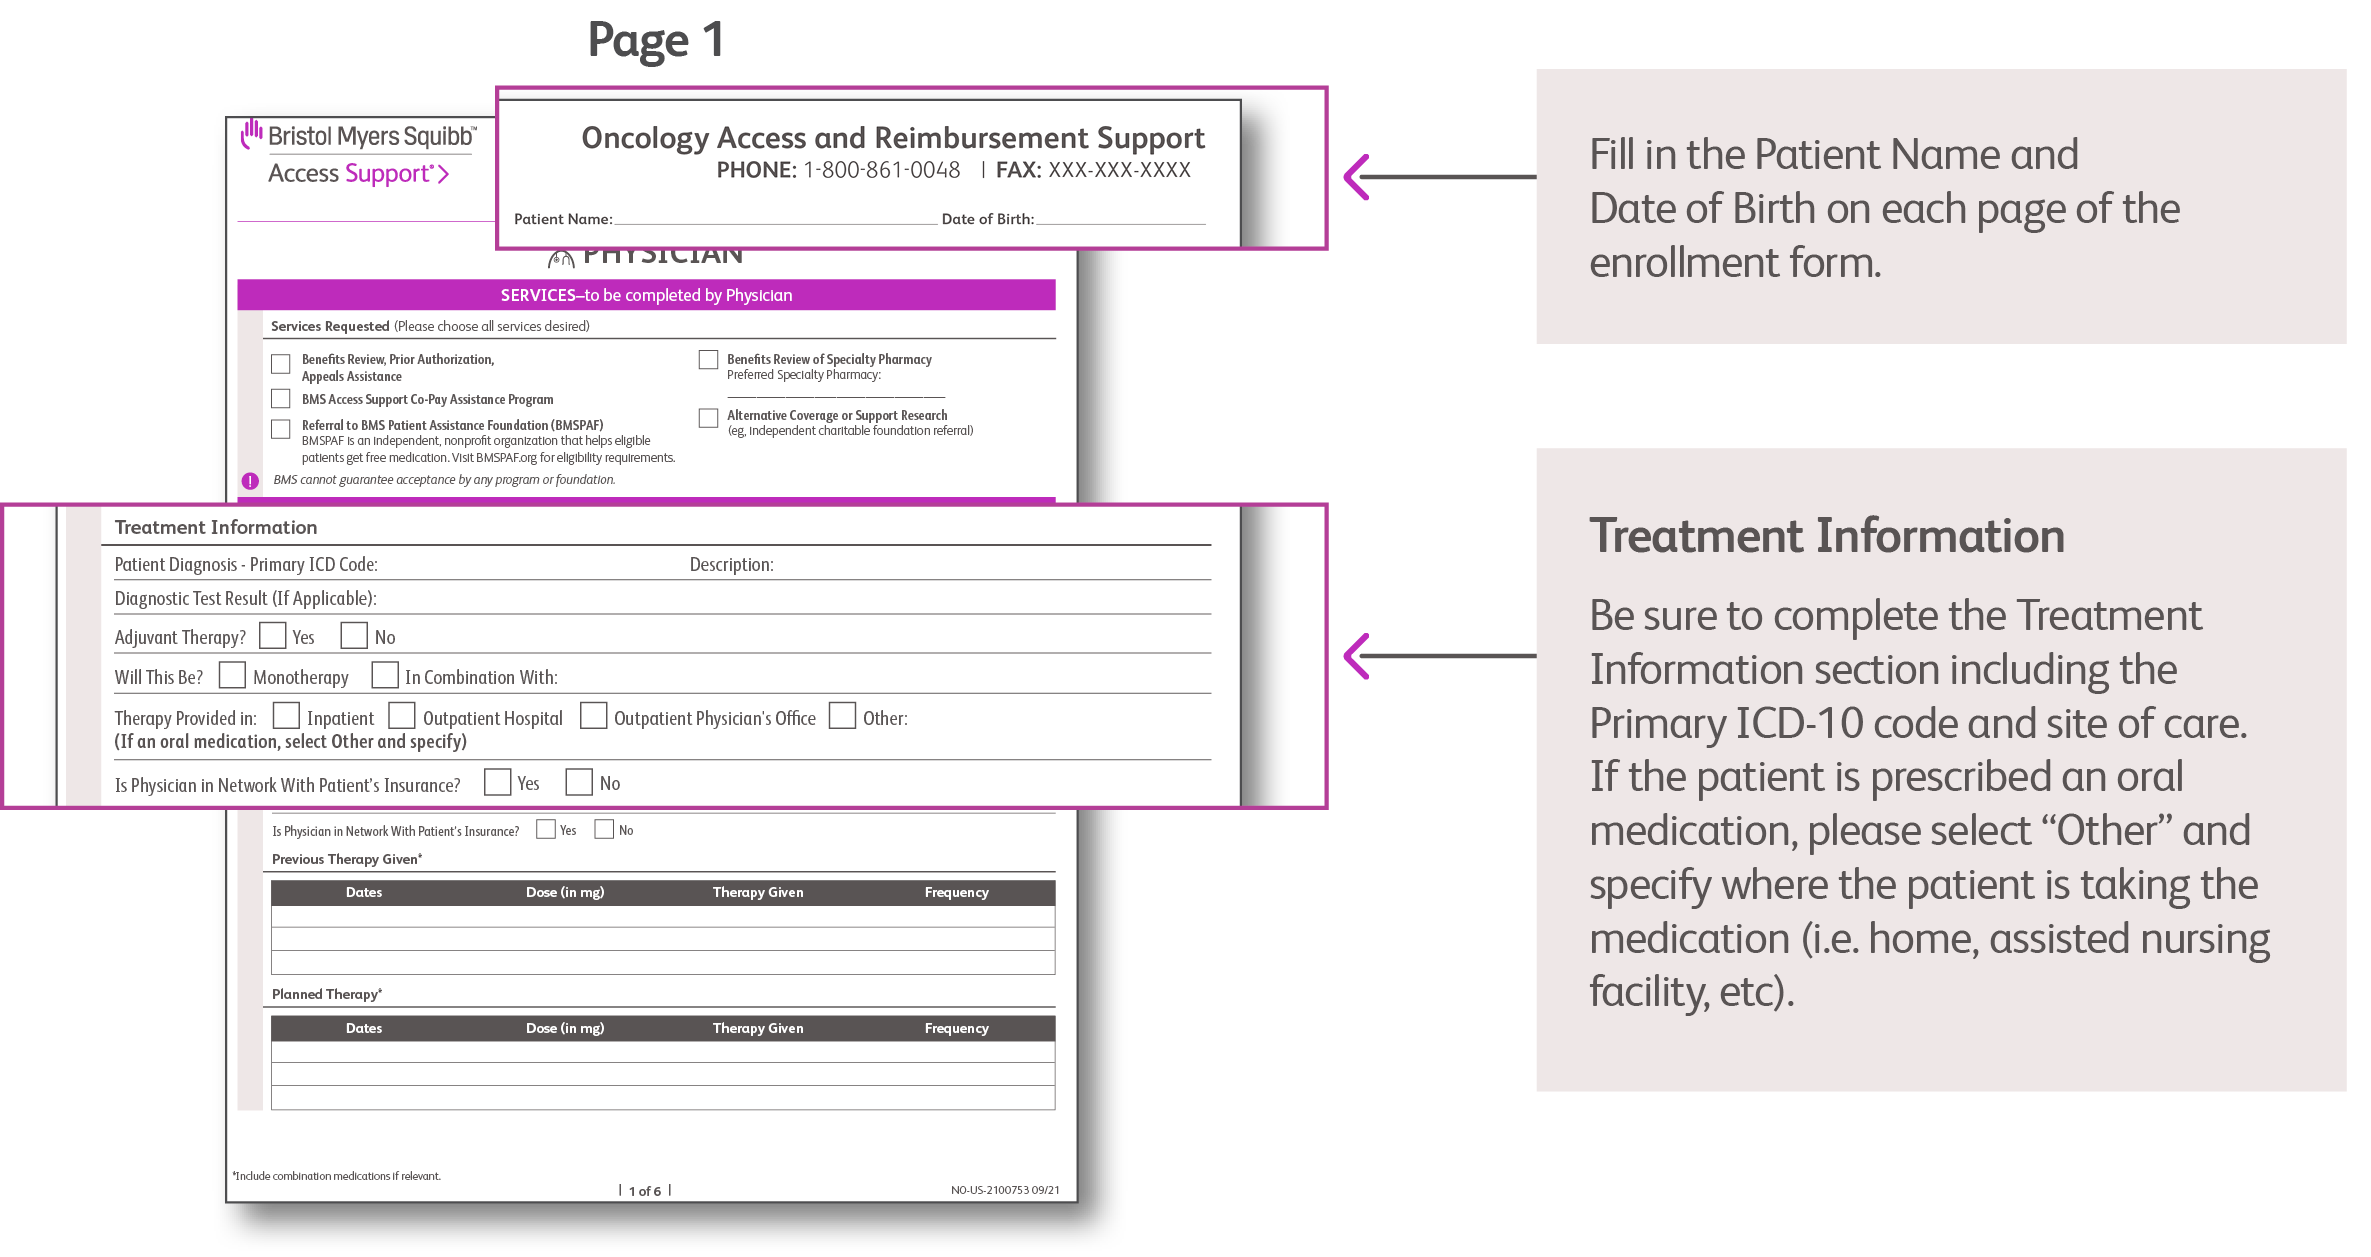 Page 1
Bristol Myers Squibb™
Access Support®
Oncology Access and Reimbursement Support
PHONE: 1-800-861-0048 | FAX: XXX-XXX-XXXX
Patient Name: Date of Birth:
PHYSICIAN
SERVICES–to be completed by Physician
Services Requested (Please choose all services desired)
Benefits Review, Prior Authorization,
Appeals Assistance
BMS Access Support Co-Pay Assistance Program
Referral to BMS Patient Assistance Foundation (BMSPAF)
BMSPAF is an independent, nonprofit organization that helps eligible
patients get free medication. Visit BMSPAF.org for eligibility requirements.
Benefits Review of Specialty Pharmacy
Preferred Specialty Pharmacy:
Alternative Coverage or Support Research
(eg, independent charitable foundation referral)
! BMS cannot guarantee acceptance by any program or foundation.
Treatment Information
Patient Diagnosis - Primary ICD Code: Description:
Diagnostic Test Result (If Applicable):
Adjuvant Therapy? Yes No
Will This Be? Monotherapy In Combination With:
Therapy Provided in: Inpatient Outpatient Hospital Outpatient Physician's Office Other:
(If an oral medication, select Other and specify)
Is Physician in Network With Patient's Insurance? Yes No
Is Physician in Network With Patient's Insurance? Yes No
Previous Therapy Given*
Dates Dose (in mg) Therapy Given Frequency
Planned Therapy*
Dates Dose (in mg) Therapy Given Frequency
*Include combination medications if relevant.
| 1 of 6 |
NO-US-2100753 09/21
Fill in the Patient Name and
Date of Birth on each page of the
enrollment form.
Treatment Information
Be sure to complete the Treatment
Information section including the
Primary ICD-10 code and site of care.
If the patient is prescribed an oral
medication, please select “Other” and
specify where the patient is taking the
medication (i.e. home, assisted nursing
facility, etc).